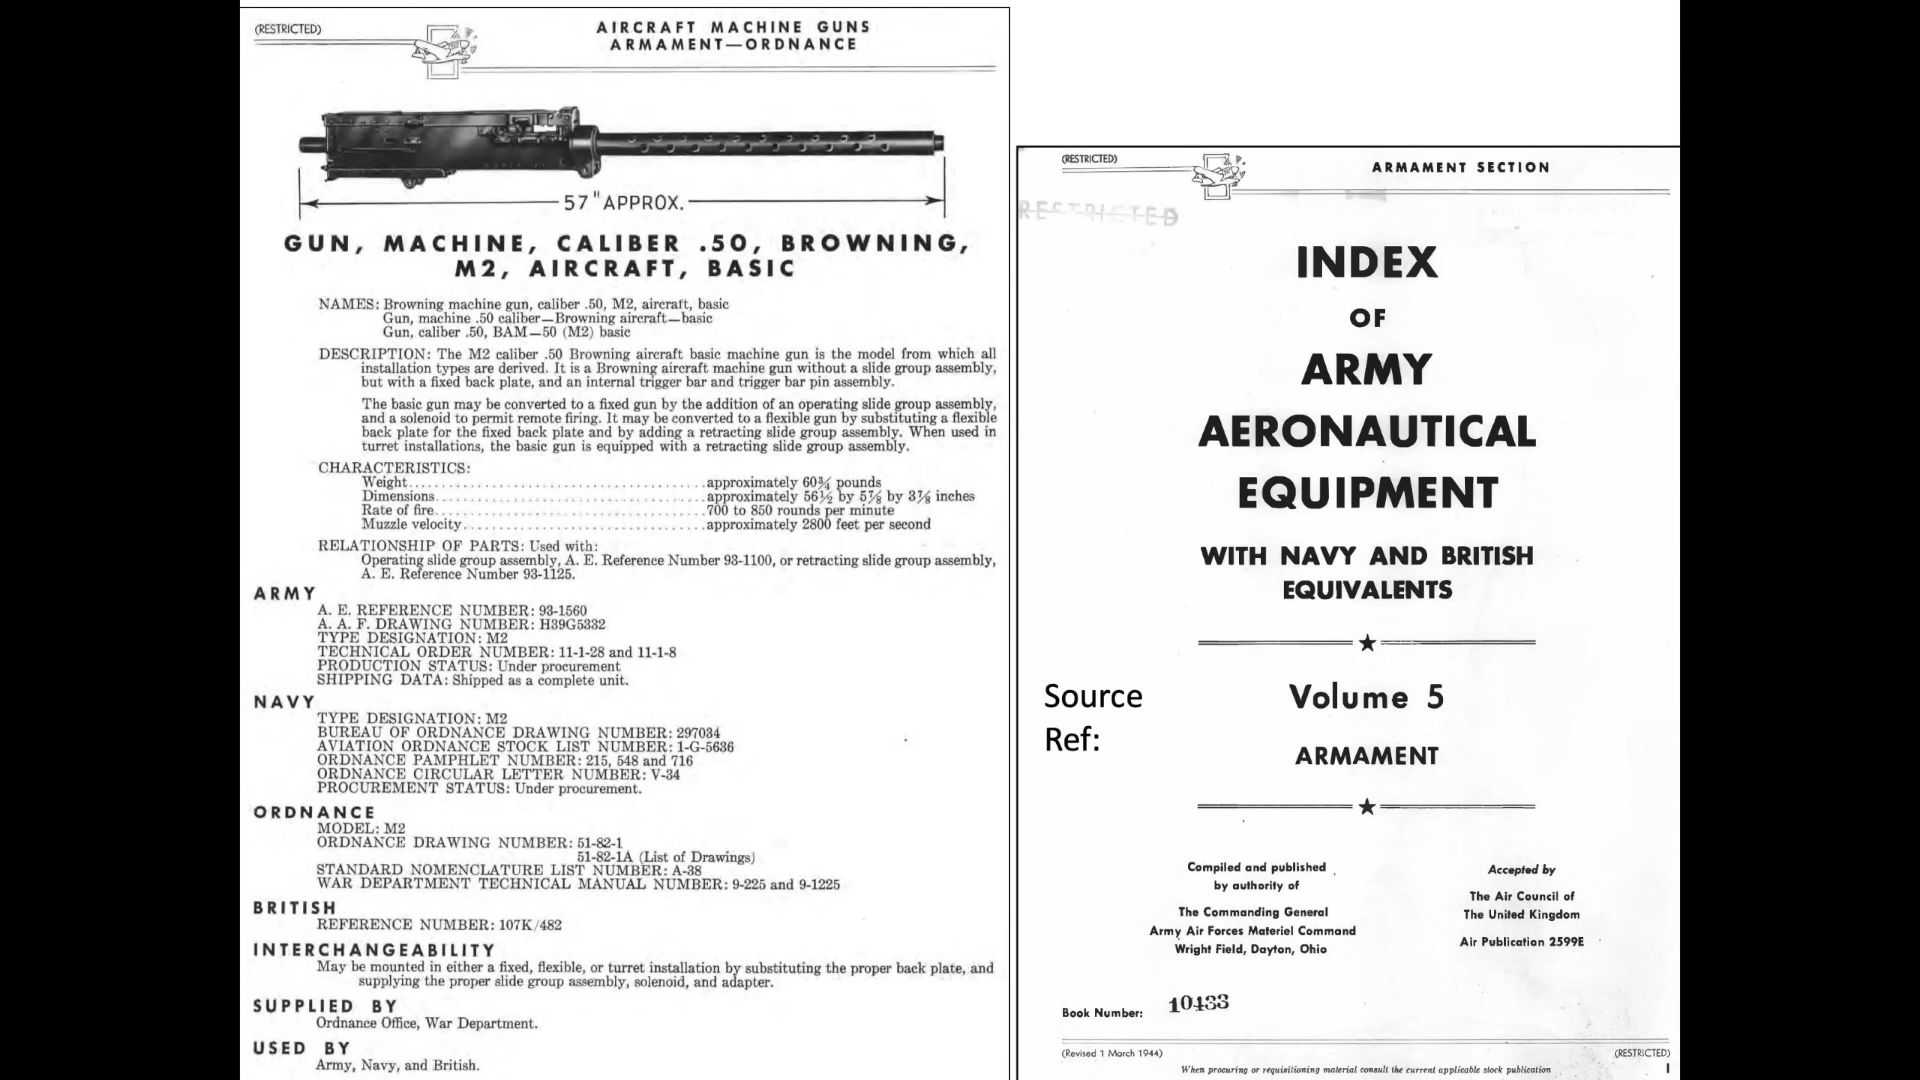 (RESTRICTED)
AIRCRAFT MACHINE GUNS
ARMAMENT—ORDNANCE
57" APPROX.
GUN, MACHINE, CALIBER .50, BROWNING,
M2, AIRCRAFT, BASIC
NAMES: Browning machine gun, caliber .50, M2, aircraft, basic
Gun, machine .50 caliber—Browning aircraft—basic
Gun, caliber .50, BAM—50 (M2) basic
DESCRIPTION: The M2 caliber .50 Browning aircraft basic machine gun is the model from which all
installation types are derived. It is a Browning aircraft machine gun without a slide group assembly,
but with a fixed back plate, and an internal trigger bar and trigger bar pin assembly.
The basic gun may be converted to a fixed gun by the addition of an operating slide group assembly,
and a solenoid to permit remote firing. It may be converted to a flexible gun by substituting a flexible
back plate for the fixed back plate and by adding a retracting slide group assembly. When used in
turret installations, the basic gun is equipped with a retracting slide group assembly.
CHARACTERISTICS:
Weight........................................approximately 60¾ pounds
Dimensions....................................approximately 56½ by 5⅞ by 3⅞ inches
Rate of fire..................................700 to 850 rounds per minute
Muzzle velocity...............................approximately 2800 feet per second
RELATIONSHIP OF PARTS: Used with:
Operating slide group assembly, A. E. Reference Number 93-1100, or retracting slide group assembly,
A. E. Reference Number 93-1125.
ARMY
A. E. REFERENCE NUMBER: 93-1560
A. A. F. DRAWING NUMBER: H39G5332
TYPE DESIGNATION: M2
TECHNICAL ORDER NUMBER: 11-1-28 and 11-1-8
PRODUCTION STATUS: Under procurement
SHIPPING DATA: Shipped as a complete unit.
NAVY
TYPE DESIGNATION: M2
BUREAU OF ORDNANCE DRAWING NUMBER: 297034
AVIATION ORDNANCE STOCK LIST NUMBER: 1-G-5636
ORDNANCE PAMPHLET NUMBER: 215, 548 and 716
ORDNANCE CIRCULAR LETTER NUMBER: V-34
PROCUREMENT STATUS: Under procurement.
ORDNANCE
MODEL: M2
ORDNANCE DRAWING NUMBER: 51-82-1
51-82-1A (List of Drawings)
STANDARD NOMENCLATURE LIST NUMBER: A-38
WAR DEPARTMENT TECHNICAL MANUAL NUMBER: 9-225 and 9-1225
BRITISH
REFERENCE NUMBER: 107K/482
INTERCHANGEABILITY
May be mounted in either a fixed, flexible, or turret installation by substituting the proper back plate, and
supplying the proper slide group assembly, solenoid, and adapter.
SUPPLIED BY
Ordnance Office, War Department.
USED BY
Army, Navy, and British.
Source
Ref:
(RESTRICTED)
ARMAMENT SECTION
RESTRICTED
INDEX
OF
ARMY
AERONAUTICAL
EQUIPMENT
WITH NAVY AND BRITISH
EQUIVALENTS
Volume 5
ARMAMENT
Compiled and published
by authority of
The Commanding General
Army Air Forces Materiel Command
Wright Field, Dayton, Ohio
Accepted by
The Air Council of
The United Kingdom
Air Publication 2599E
Book Number: 10433
(Revised 1 March 1944)
(RESTRICTED)
When procuring or requisitioning material consult the current applicable stock publication
I